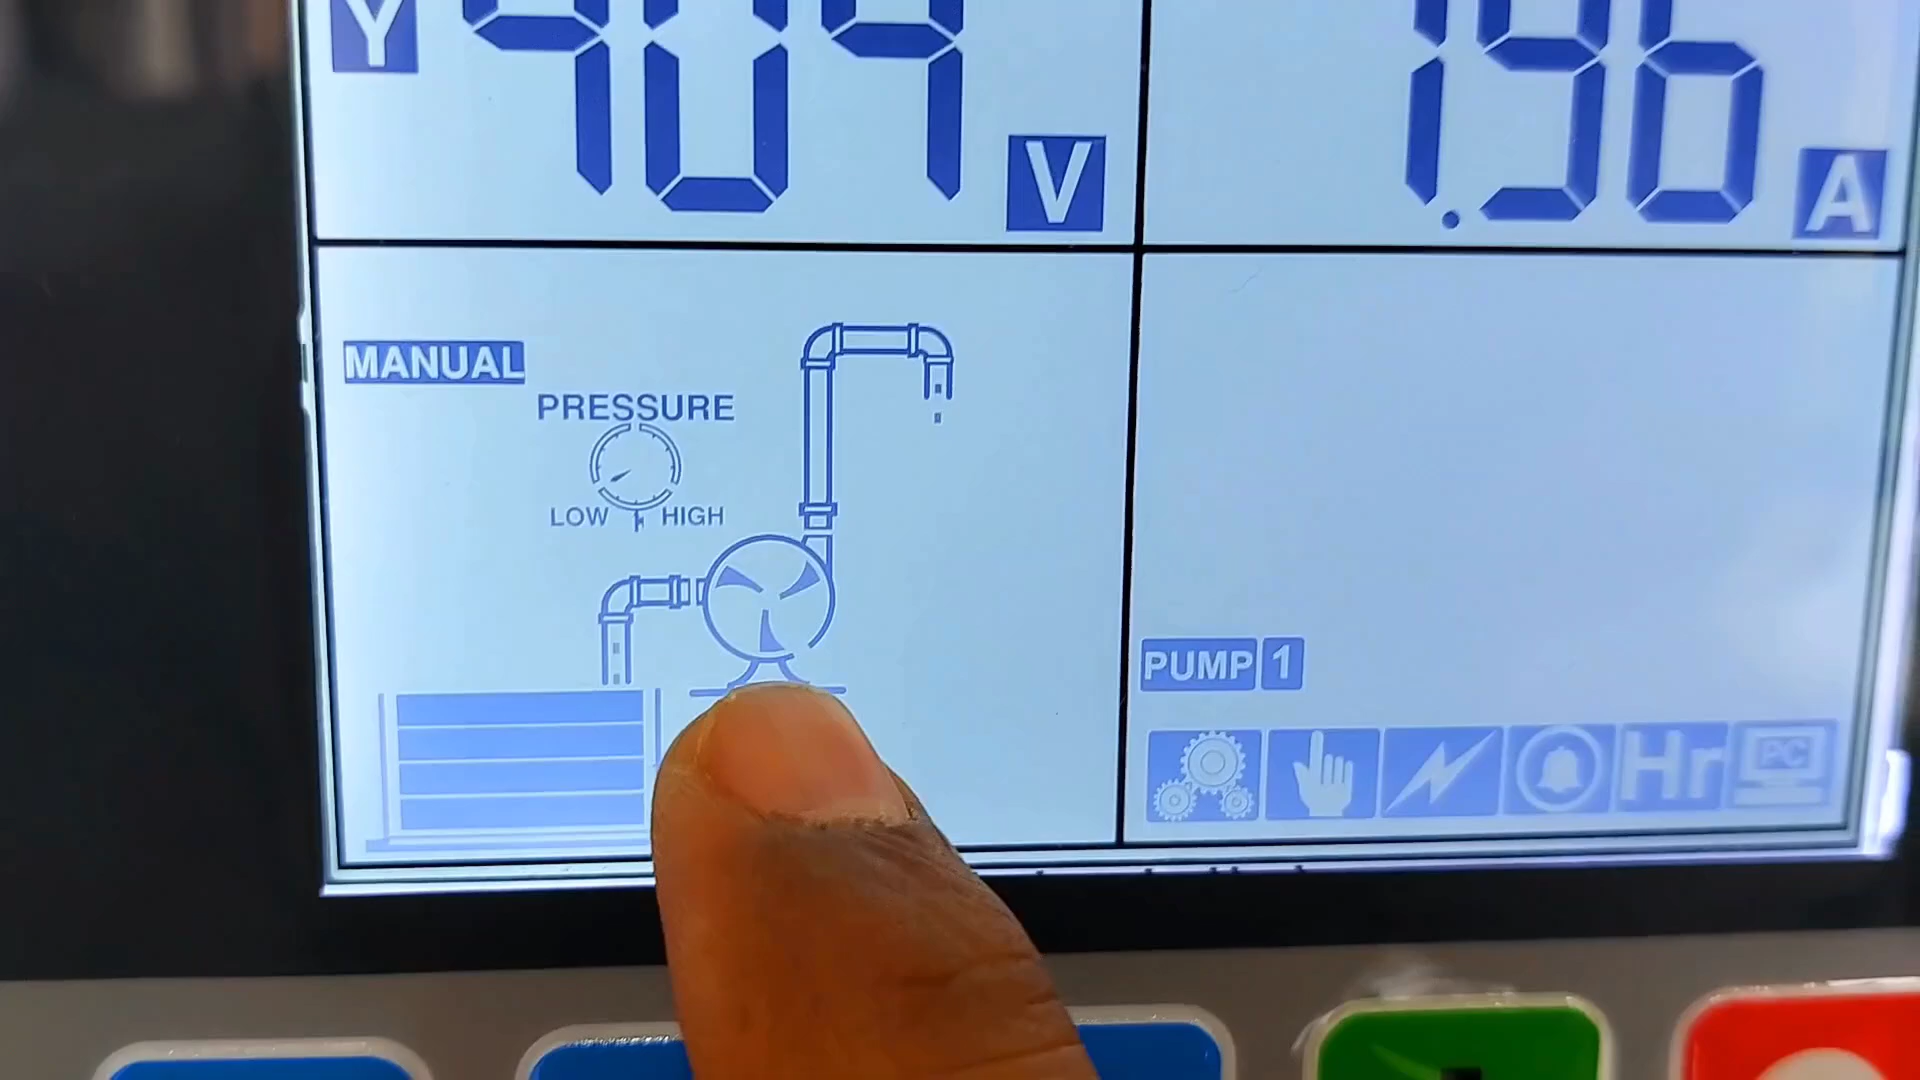 Y 404 V
1.96 A
MANUAL
PRESSURE
LOW HIGH
PUMP 1
Hr PC